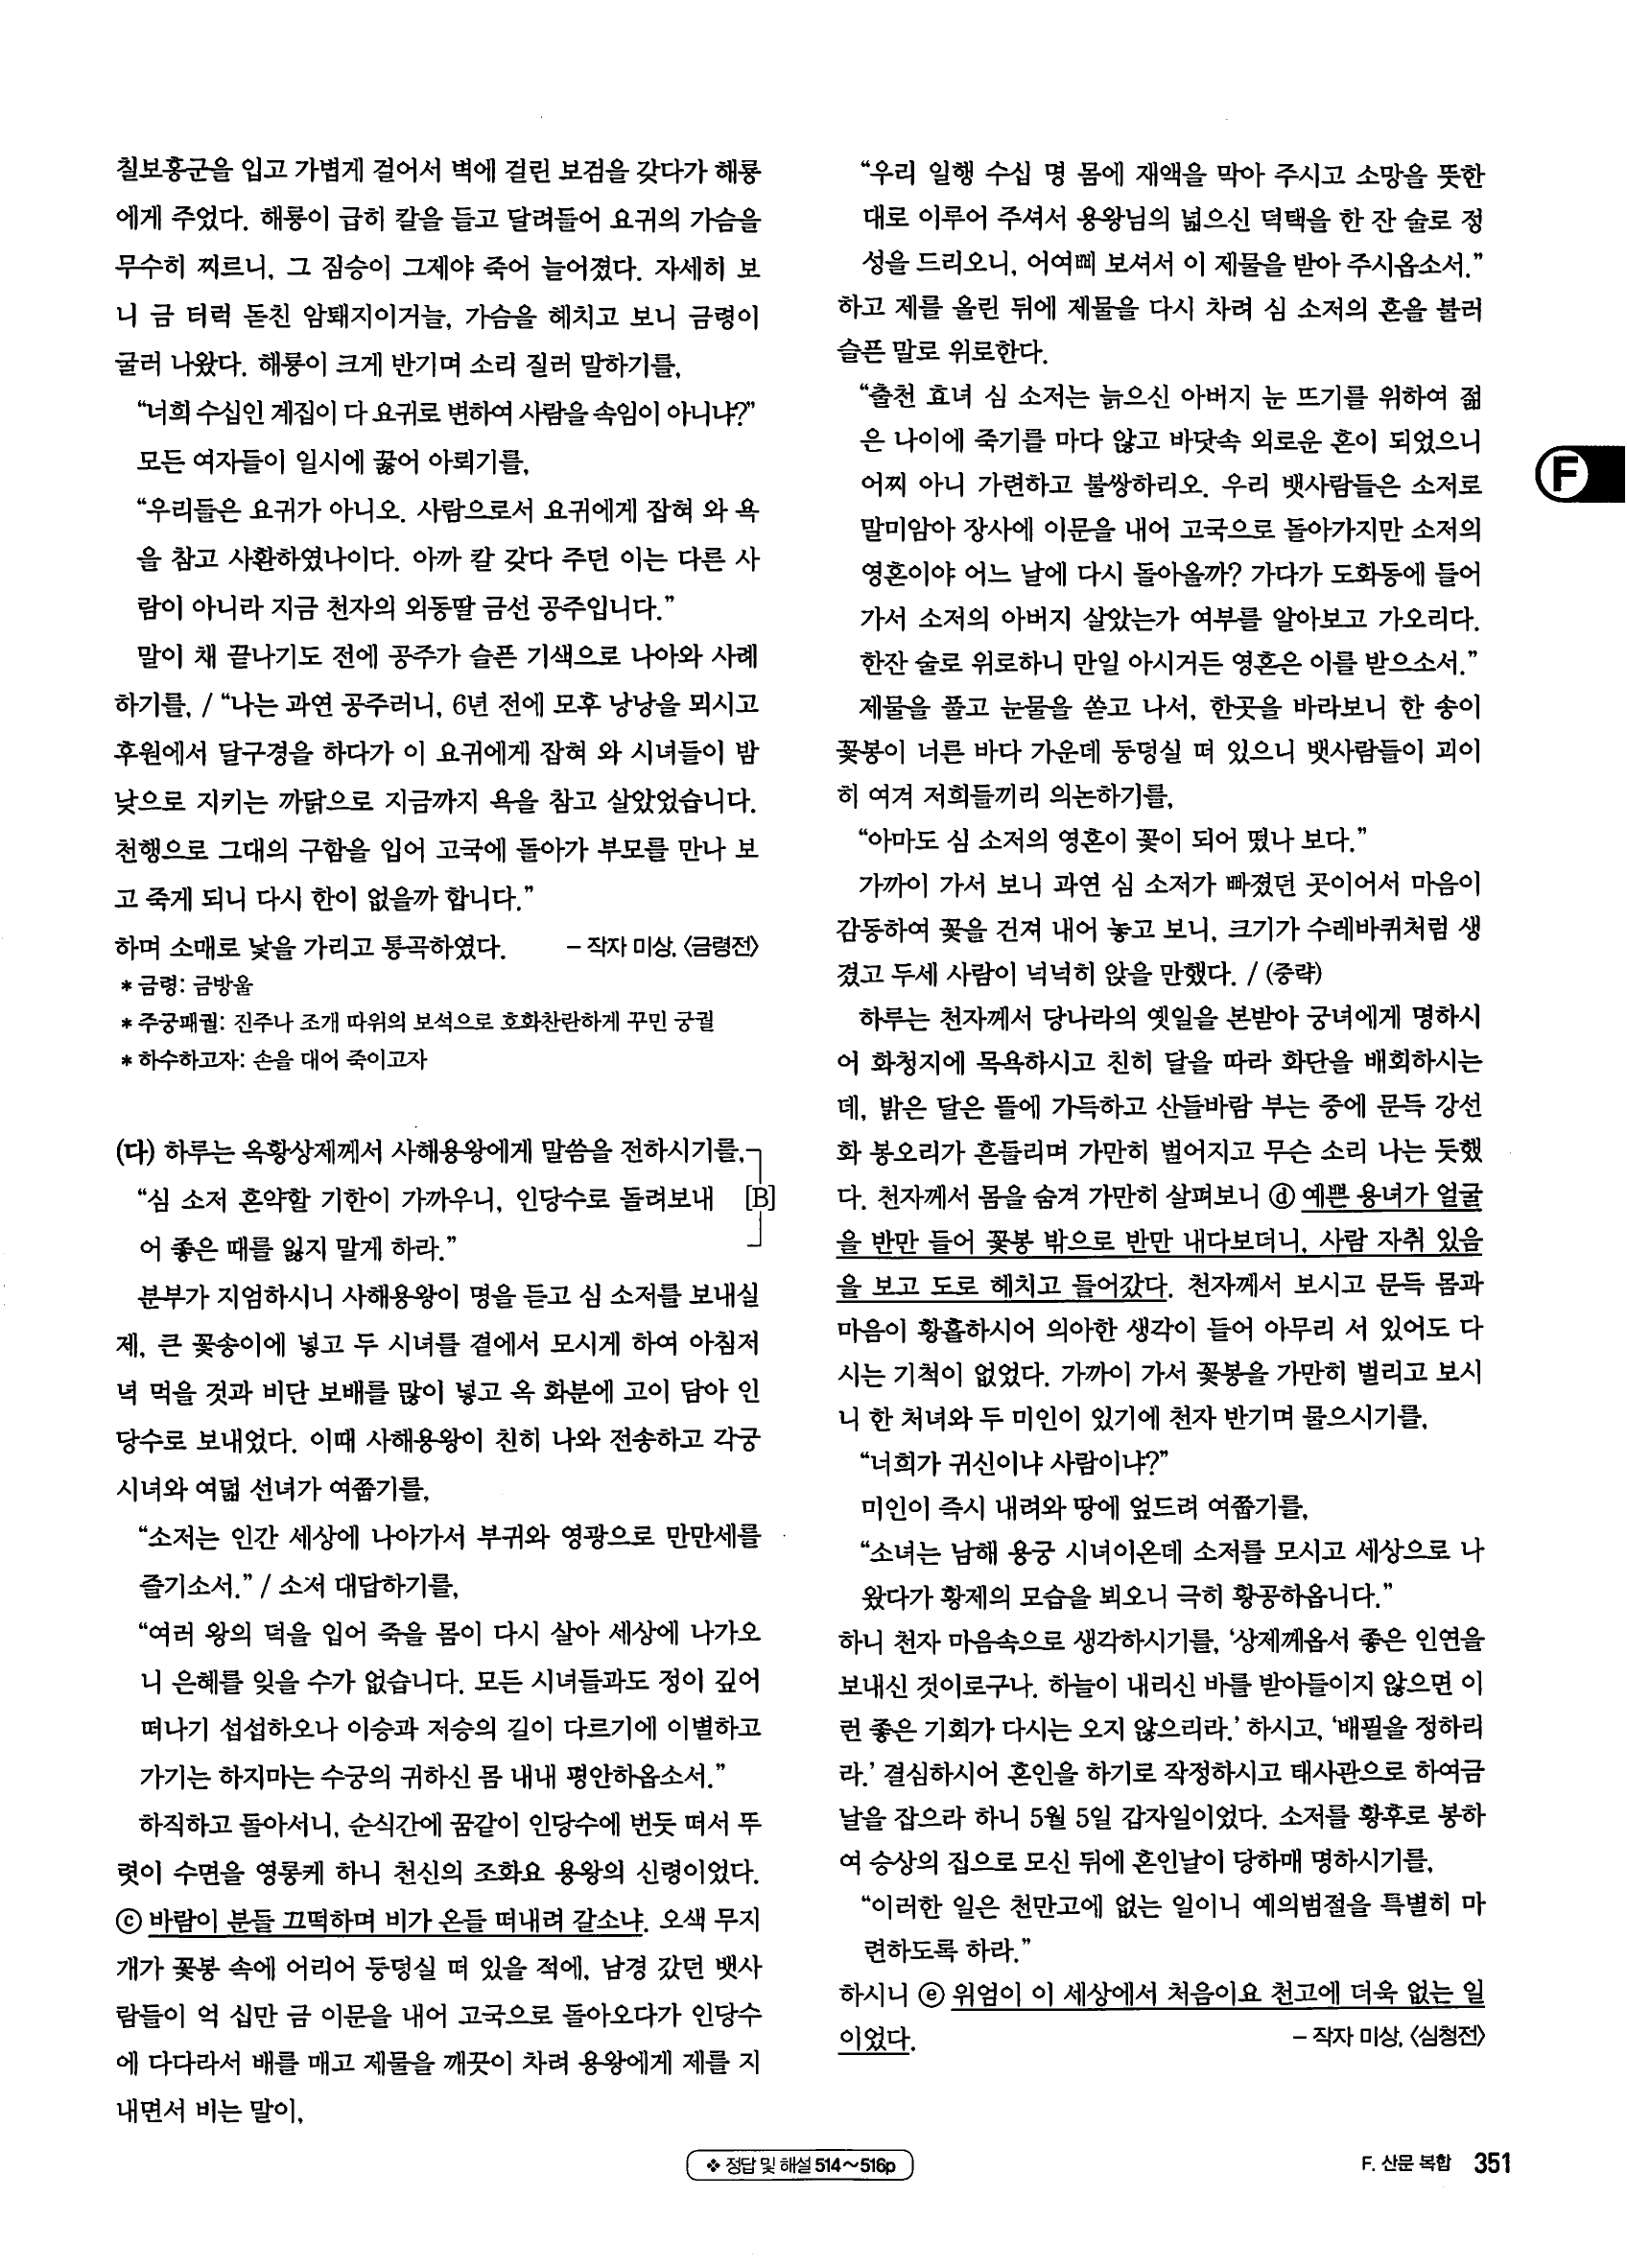 칠보홍군을 입고 가볍게 걸어서 벽에 걸린 보검을 갖다가 해룡
에게 주었다. 해룡이 급히 칼을 들고 달려들어 요귀의 가슴을
무수히 찌르니, 그 짐승이 그제야 죽어 늘어졌다. 자세히 보
니 금 터럭 돋친 암퇘지이거늘, 가슴을 헤치고 보니 금령이
굴러 나왔다. 해룡이 크게 반기며 소리 질러 말하기를,
“너희 수십인 계집이 다 요귀로 변하여 사람을 속임이 아니냐?”
모든 여자들이 일시에 꿇어 아뢰기를,
“우리들은 요귀가 아니오. 사람으로서 요귀에게 잡혀 와 욕
을 참고 사환하였나이다. 아까 칼 갖다 주던 이는 다른 사
람이 아니라 지금 천자의 외동딸 금선 공주입니다.”
말이 채 끝나기도 전에 공주가 슬픈 기색으로 나아와 사례
하기를, / “나는 과연 공주러니, 6년 전에 모후 낭낭을 뫼시고
후원에서 달구경을 하다가 이 요귀에게 잡혀 와 시녀들이 밤
낮으로 지키는 까닭으로 지금까지 욕을 참고 살았었습니다.
천행으로 그대의 구함을 입어 고국에 돌아가 부모를 만나 보
고 죽게 되니 다시 한이 없을까 합니다.”
하며 소매로 낯을 가리고 통곡하였다. – 작자 미상, 〈금령전〉
* 금령: 금방울
* 주궁패궐: 진주나 조개 따위의 보석으로 호화찬란하게 꾸민 궁궐
* 하수하고자: 손을 대어 죽이고자
(다) 하루는 옥황상제께서 사해용왕에게 말씀을 전하시기를,
“심 소저 혼약할 기한이 가까우니, 인당수로 돌려보내 [B]
어 좋은 때를 잃지 말게 하라.”
분부가 지엄하시니 사해용왕이 명을 듣고 심 소저를 보내실
제, 큰 꽃송이에 넣고 두 시녀를 곁에서 모시게 하여 아침저
녁 먹을 것과 비단 보배를 많이 넣고 옥 화분에 고이 담아 인
당수로 보내었다. 이때 사해용왕이 친히 나와 전송하고 각궁
시녀와 여덟 선녀가 여쭙기를,
“소저는 인간 세상에 나아가서 부귀와 영광으로 만만세를
즐기소서.” / 소저 대답하기를,
“여러 왕의 덕을 입어 죽을 몸이 다시 살아 세상에 나가오
니 은혜를 잊을 수가 없습니다. 모든 시녀들과도 정이 깊어
떠나기 섭섭하오나 이승과 저승의 길이 다르기에 이별하고
가기는 하지마는 수궁의 귀하신 몸 내내 평안하옵소서.”
하직하고 돌아서니, 순식간에 꿈같이 인당수에 번듯 떠서 뚜
렷이 수면을 영롱케 하니 천신의 조화요 용왕의 신령이었다.
ⓒ 바람이 분들 끄떡하며 비가 온들 떠내려 갈소냐. 오색 무지
개가 꽃봉 속에 어리어 둥덩실 떠 있을 적에, 남경 갔던 뱃사
람들이 억 십만 금 이문을 내어 고국으로 돌아오다가 인당수
에 다다라서 배를 매고 제물을 깨끗이 차려 용왕에게 제를 지
내면서 비는 말이,
“우리 일행 수십 명 몸에 재액을 막아 주시고 소망을 뜻한
대로 이루어 주셔서 용왕님의 넓으신 덕택을 한 잔 술로 정
성을 드리오니, 어여삐 보셔서 이 제물을 받아 주시옵소서.”
하고 제를 올린 뒤에 제물을 다시 차려 심 소저의 혼을 불러
슬픈 말로 위로한다.
“출천 효녀 심 소저는 늙으신 아버지 눈 뜨기를 위하여 젊
은 나이에 죽기를 마다 않고 바닷속 외로운 혼이 되었으니
어찌 아니 가련하고 불쌍하리오. 우리 뱃사람들은 소저로
말미암아 장사에 이문을 내어 고국으로 돌아가지만 소저의
영혼이야 어느 날에 다시 돌아올까? 가다가 도화동에 들어
가서 소저의 아버지 살았는가 여부를 알아보고 가오리다.
한잔 술로 위로하니 만일 아시거든 영혼은 이를 받으소서.”
제물을 풀고 눈물을 쏟고 나서, 한곳을 바라보니 한 송이
꽃봉이 너른 바다 가운데 둥덩실 떠 있으니 뱃사람들이 괴이
히 여겨 저희들끼리 의논하기를,
“아마도 심 소저의 영혼이 꽃이 되어 떴나 보다.”
가까이 가서 보니 과연 심 소저가 빠졌던 곳이어서 마음이
감동하여 꽃을 건져 내어 놓고 보니, 크기가 수레바퀴처럼 생
겼고 두세 사람이 넉넉히 앉을 만했다. / (중략)
하루는 천자께서 당나라의 옛일을 본받아 궁녀에게 명하시
어 화청지에 목욕하시고 친히 달을 따라 화단을 배회하시는
데, 밝은 달은 뜰에 가득하고 산들바람 부는 중에 문득 강선
화 봉오리가 흔들리며 가만히 벌어지고 무슨 소리 나는 듯했
다. 천자께서 몸을 숨겨 가만히 살펴보니 ⓓ 예쁜 용녀가 얼굴
을 반만 들어 꽃봉 밖으로 반만 내다보더니, 사람 자취 있음
을 보고 도로 헤치고 들어갔다. 천자께서 보시고 문득 몸과
마음이 황홀하시어 의아한 생각이 들어 아무리 서 있어도 다
시는 기척이 없었다. 가까이 가서 꽃봉을 가만히 벌리고 보시
니 한 처녀와 두 미인이 있기에 천자 반기며 물으시기를,
“너희가 귀신이냐 사람이냐?”
미인이 즉시 내려와 땅에 엎드려 여쭙기를,
“소녀는 남해 용궁 시녀이온데 소저를 모시고 세상으로 나
왔다가 황제의 모습을 뵈오니 극히 황공하옵니다.”
하니 천자 마음속으로 생각하시기를, ‘상제께옵서 좋은 인연을
보내신 것이로구나. 하늘이 내리신 바를 받아들이지 않으면 이
런 좋은 기회가 다시는 오지 않으리라.’ 하시고, ‘배필을 정하리
라.’ 결심하시어 혼인을 하기로 작정하시고 태사관으로 하여금
날을 잡으라 하니 5월 5일 갑자일이었다. 소저를 황후로 봉하
여 승상의 집으로 모신 뒤에 혼인날이 당하매 명하시기를,
“이러한 일은 천만고에 없는 일이니 예의범절을 특별히 마
련하도록 하라.”
하시니 ⓔ 위엄이 이 세상에서 처음이요 천고에 더욱 없는 일
이었다. – 작자 미상, 〈심청전〉
F
❖ 정답 및 해설 514~516p
F. 산문 복합 351